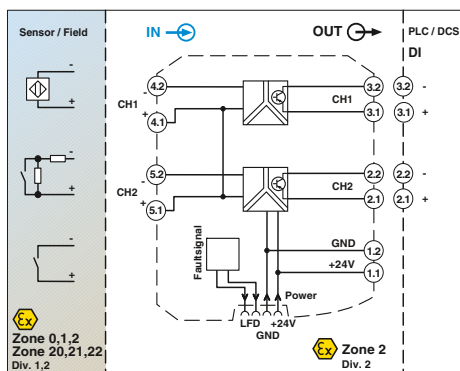 Sensor / Field
IN
OUT
PLC / DCS
DI
-
+
4.2
-
CH1
+
4.1
3.2
CH1
3.1
3.2
-
3.1
+
-
+
5.2
-
CH2
+
5.1
2.2
CH2
2.1
2.2
-
2.1
+
-
+
Faultsignal
GND
1.2
+24V
1.1
Power
LFD
+24V
GND
Ex
Zone 0,1,2
Zone 20,21,22
Div. 1,2
Ex
Zone 2
Div. 2